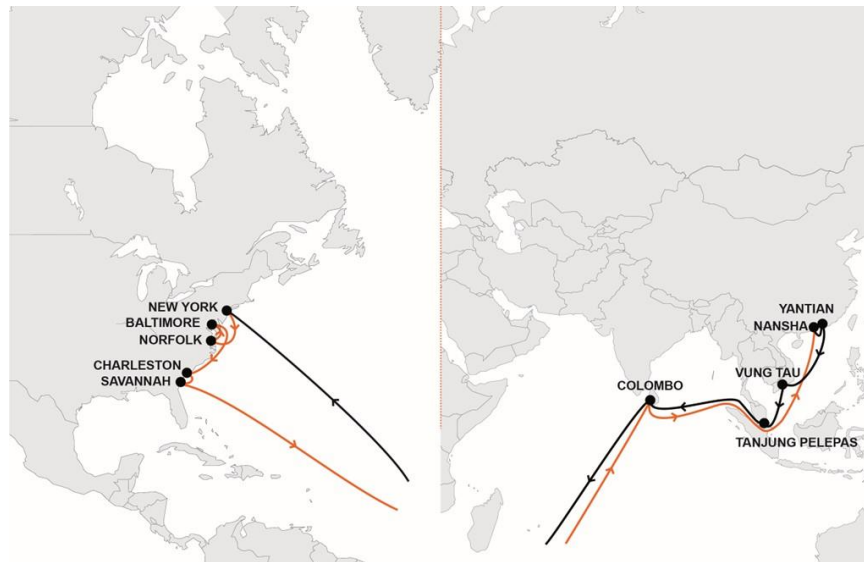 NEW YORK
BALTIMORE
NORFOLK
CHARLESTON
SAVANNAH
YANTIAN
NANSHA
VUNG TAU
COLOMBO
TANJUNG PELEPAS